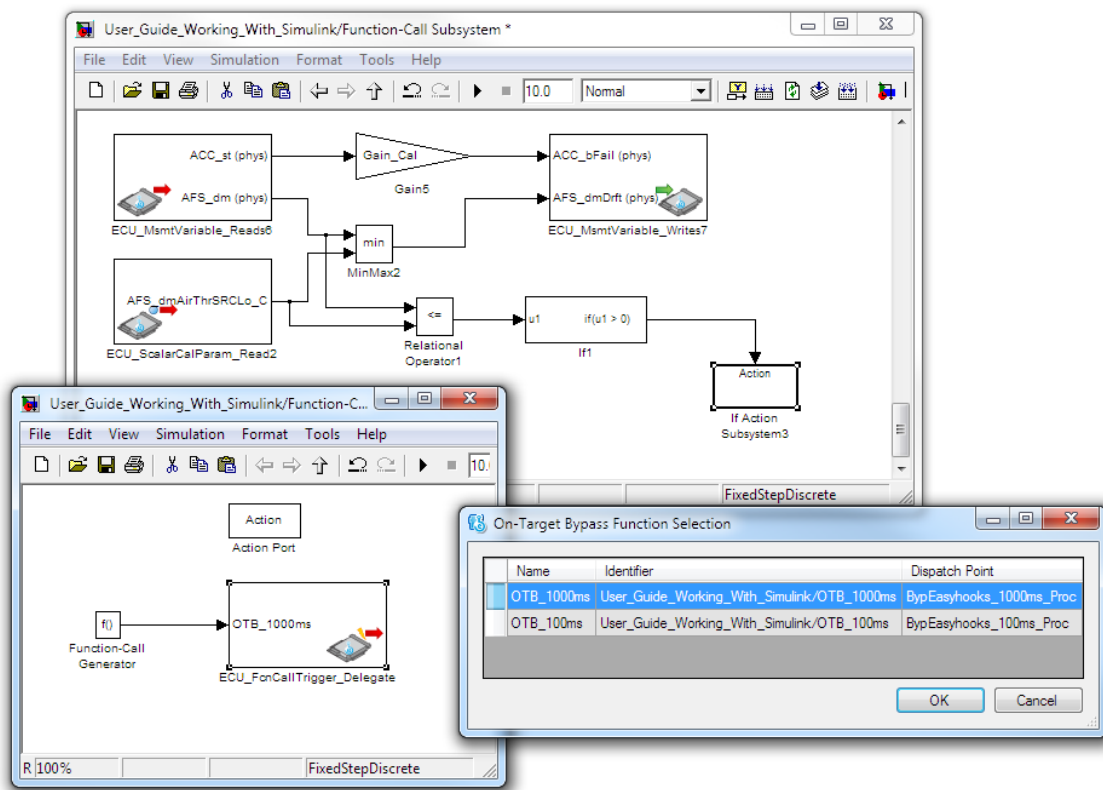 User_Guide_Working_With_Simulink/Function-Call Subsystem *
File Edit View Simulation Format Tools Help
10.0 Normal
ACC_st (phys)
AFS_dm (phys)
ECU_MsmtVariable_Reads6
Gain_Cal
Gain5
ACC_bFail (phys)
AFS_dmDrft (phys)
ECU_MsmtVariable_Writes7
min
MinMax2
AFS_dmAirThrSRCLo_C
ECU_ScalarCalParam_Read2
<=
Relational
Operator1
u1 if(u1 > 0)
If1
Action
If Action
Subsystem3
FixedStepDiscrete
User_Guide_Working_With_Simulink/Function-C...
File Edit View Simulation Format Tools Help
10.
Action
Action Port
f()
Function-Call
Generator
OTB_1000ms
ECU_FcnCallTrigger_Delegate
R 100% FixedStepDiscrete
On-Target Bypass Function Selection
Name Identifier Dispatch Point
OTB_1000ms User_Guide_Working_With_Simulink/OTB_1000ms BypEasyhooks_1000ms_Proc
OTB_100ms User_Guide_Working_With_Simulink/OTB_100ms BypEasyhooks_100ms_Proc
OK Cancel